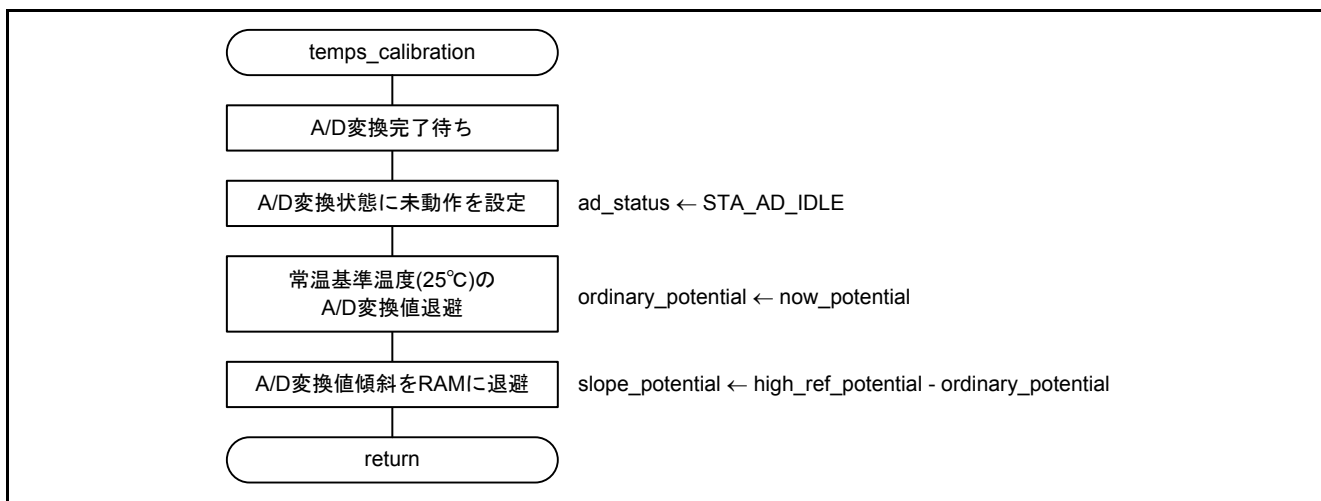 temps_calibration
A/D変換完了待ち
A/D変換状態に未動作を設定 ad_status ← STA_AD_IDLE
常温基準温度(25℃)の
A/D変換値退避
ordinary_potential ← now_potential
A/D変換値傾斜をRAMに退避 slope_potential ← high_ref_potential - ordinary_potential
return